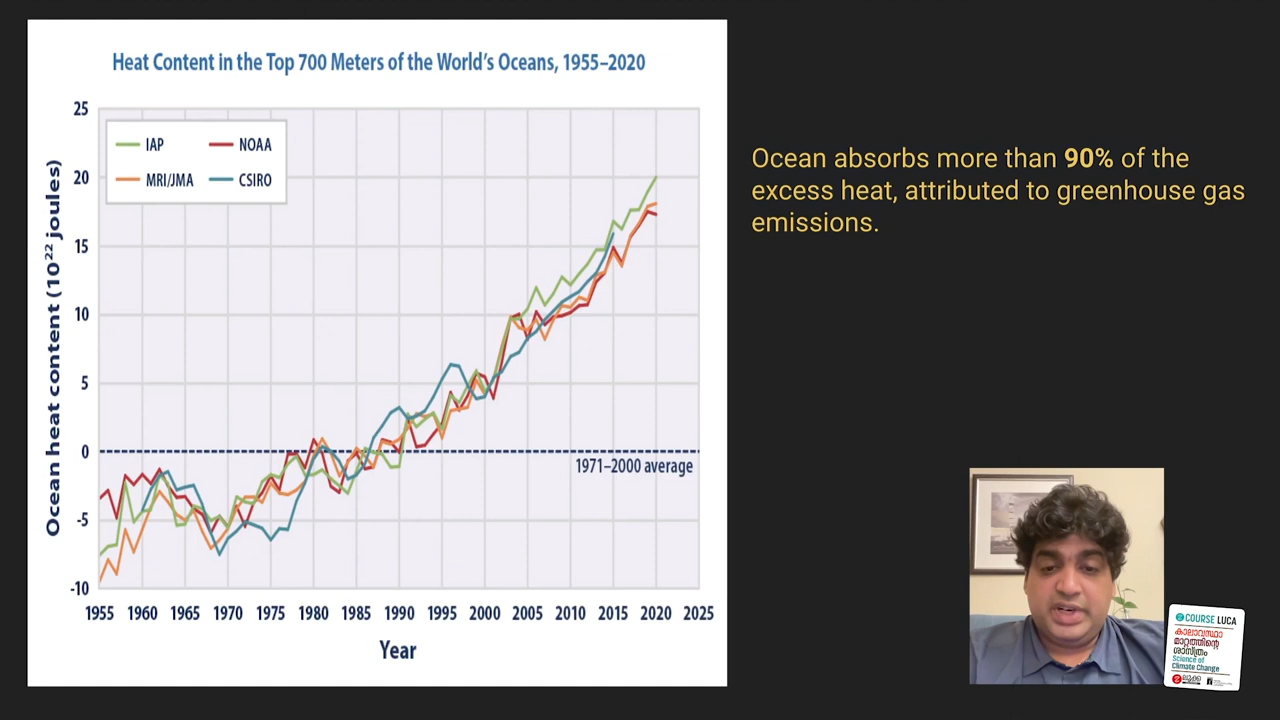 Heat Content in the Top 700 Meters of the World's Oceans, 1955–2020
Ocean heat content (10²² joules)
25
20
15
10
5
0
-5
-10
IAP
NOAA
MRI/JMA
CSIRO
1971–2000 average
1955 1960 1965 1970 1975 1980 1985 1990 1995 2000 2005 2010 2015 2020 2025
Year
Ocean absorbs more than 90% of the
excess heat, attributed to greenhouse gas
emissions.
COURSE LUCA
കാലാവസ്ഥാ
മാറ്റത്തിന്റെ
ശാസ്ത്രം
Science of
Climate Change
ലൂക്ക